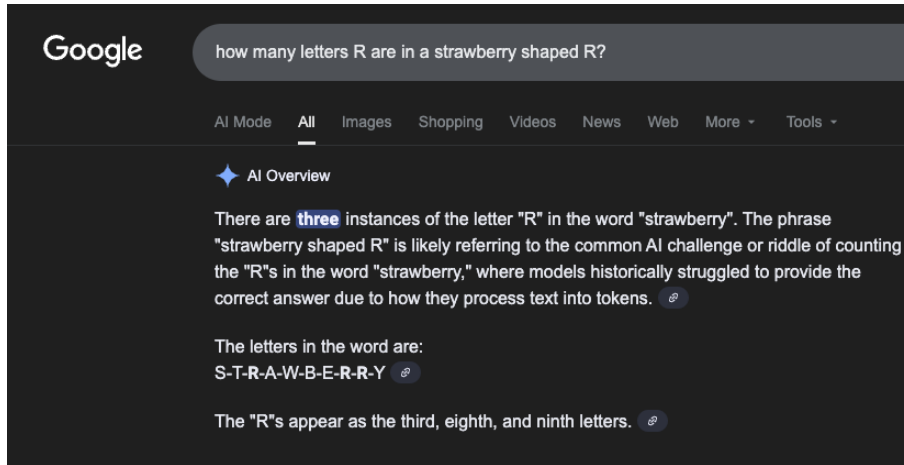 Google
how many letters R are in a strawberry shaped R?
AI Mode All Images Shopping Videos News Web More Tools
AI Overview
There are three instances of the letter "R" in the word "strawberry". The phrase
"strawberry shaped R" is likely referring to the common AI challenge or riddle of counting
the "R"s in the word "strawberry," where models historically struggled to provide the
correct answer due to how they process text into tokens.
The letters in the word are:
S-T-R-A-W-B-E-R-R-Y
The "R"s appear as the third, eighth, and ninth letters.